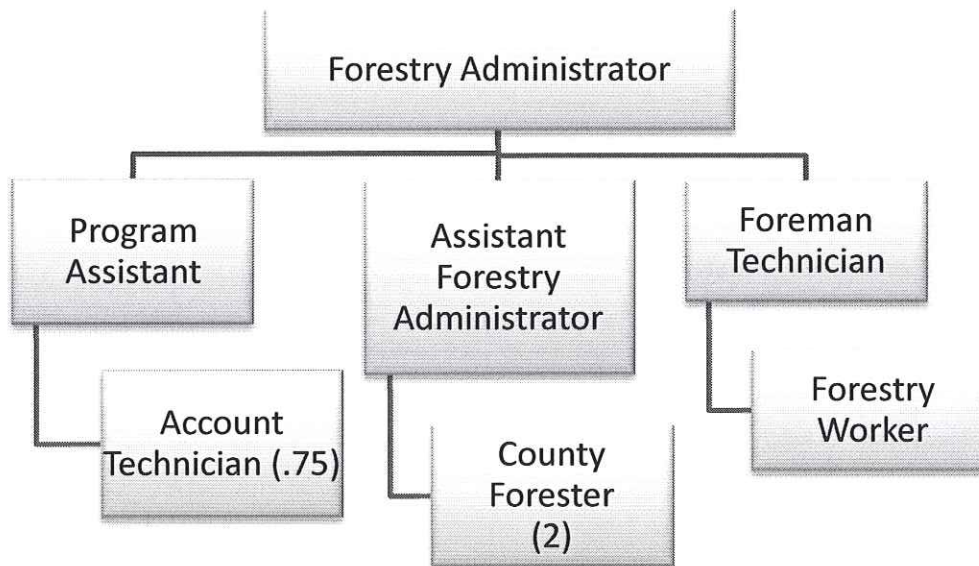 Forestry Administrator
Program
Assistant
Assistant
Forestry
Administrator
Foreman
Technician
Account
Technician (.75)
County
Forester
(2)
Forestry
Worker